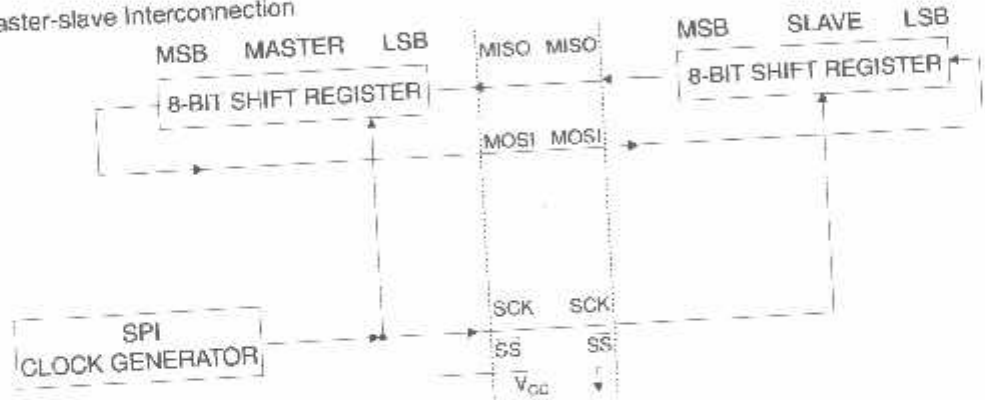 aster-slave Interconnection
MSB MASTER LSB
MISO MISO
MSB SLAVE LSB
8-BIT SHIFT REGISTER
8-BIT SHIFT REGISTER
MOSI MOSI
SCK SCK
SPI
CLOCK GENERATOR
SS SS
VCC